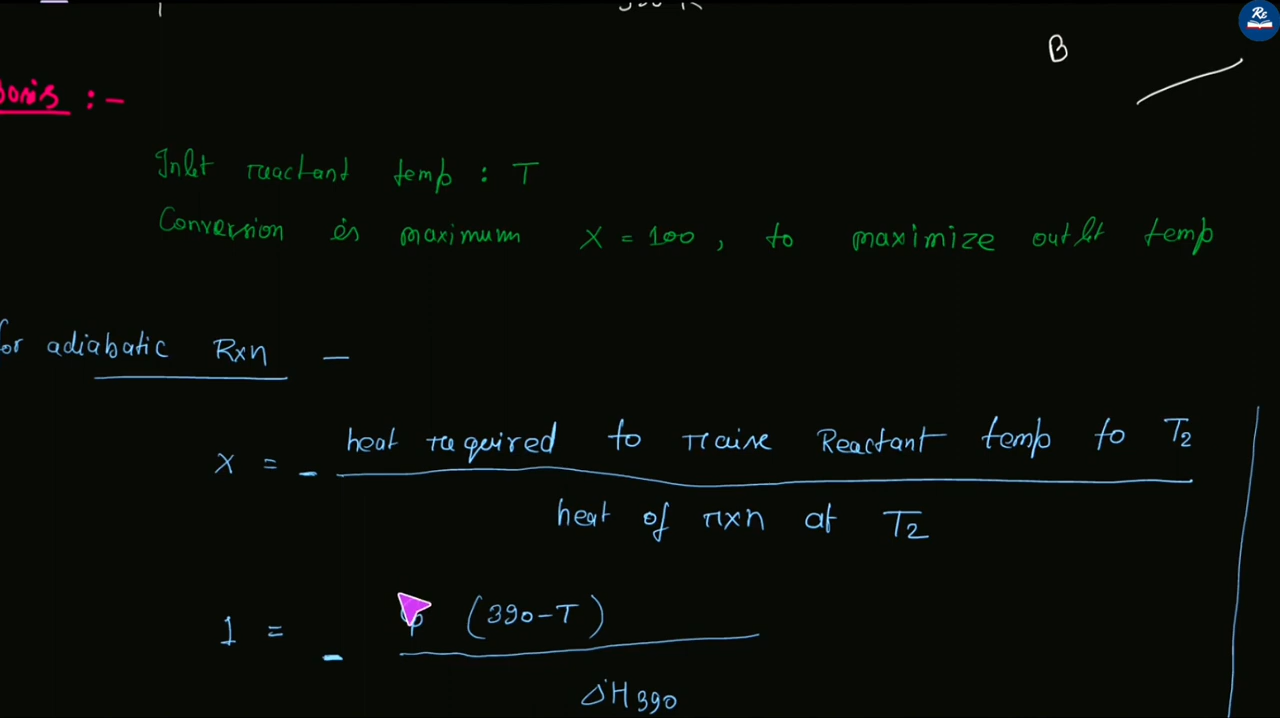 B
Inlet reactant temp : T
Conversion is maximum X = 100 , to maximize outlet temp
for adiabatic Rxn —
x = - heat required to raise Reactant temp to T₂
heat of rxn at T₂
1 = - (390-T)
ΔH390